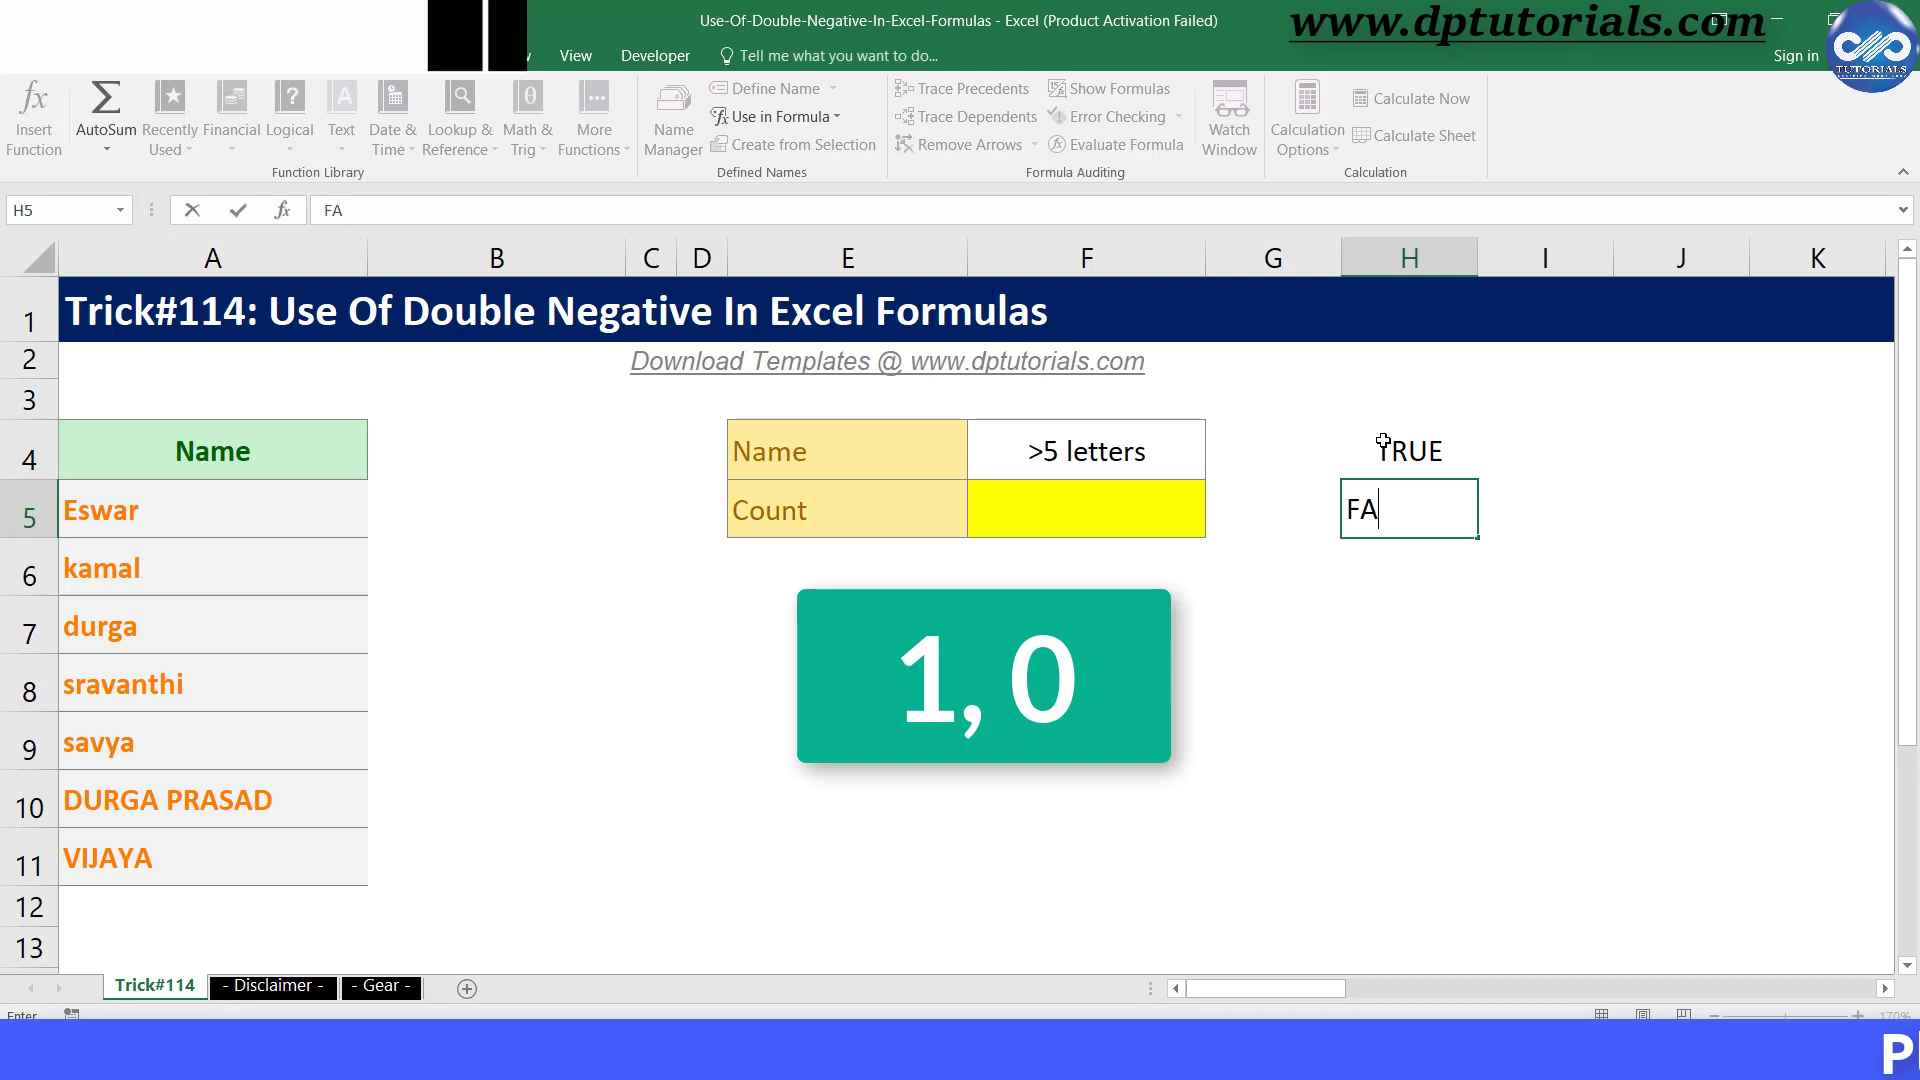 Use-Of-Double-Negative-In-Excel-Formulas - Excel (Product Activation Failed)
www.dptutorials.com
View Developer Tell me what you want to do... Sign in
TUTORIALS
Insert Function
AutoSum
Recently Used
Financial
Logical
Text
Date & Time
Lookup & Reference
Math & Trig
More Functions
Function Library
Name Manager
Define Name
Use in Formula
Create from Selection
Defined Names
Trace Precedents
Trace Dependents
Remove Arrows
Show Formulas
Error Checking
Evaluate Formula
Formula Auditing
Watch Window
Calculation Options
Calculate Now
Calculate Sheet
Calculation
H5 fx FA
A B C D E F G H I J K
1 Trick#114: Use Of Double Negative In Excel Formulas
2 Download Templates @ www.dptutorials.com
3
4 Name Name >5 letters TRUE
5 Eswar Count FA
6 kamal
7 durga
8 sravanthi
1, 0
9 savya
10 DURGA PRASAD
11 VIJAYA
12
13
Trick#114 - Disclaimer - - Gear -
Enter 170%